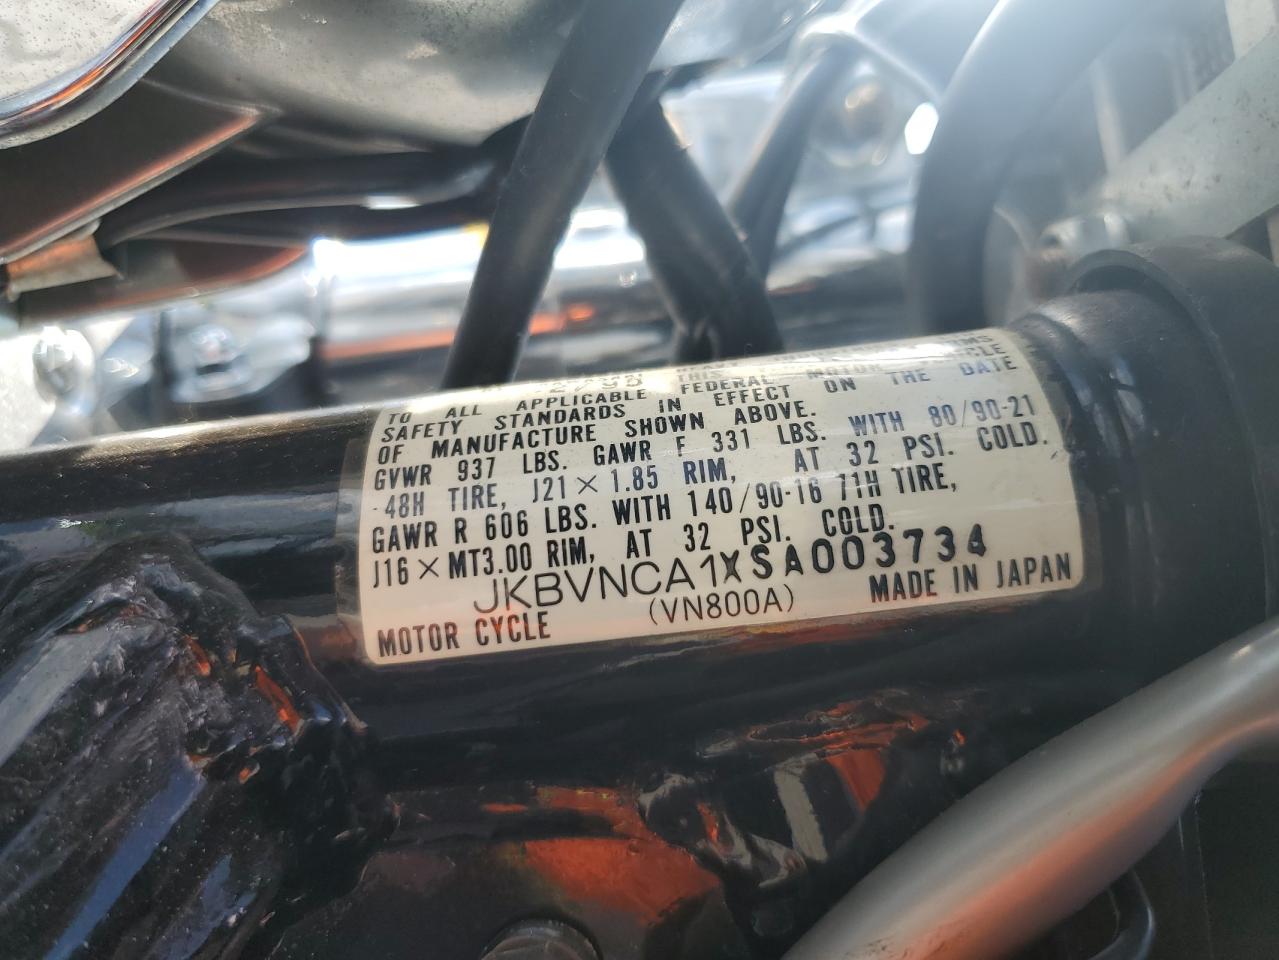 TO ALL APPLICABLE FEDERAL MOTOR CYCLE
SAFETY STANDARDS IN EFFECT ON THE DATE
OF MANUFACTURE SHOWN ABOVE.
GVWR 937 LBS. GAWR F 331 LBS. WITH 80/90-21
48H TIRE, J21×1.85 RIM, AT 32 PSI. COLD.
GAWR R 606 LBS. WITH 140/90-16 71H TIRE,
J16×MT3.00 RIM, AT 32 PSI. COLD.
JKBVNCA1XSA003734
MOTOR CYCLE (VN800A) MADE IN JAPAN